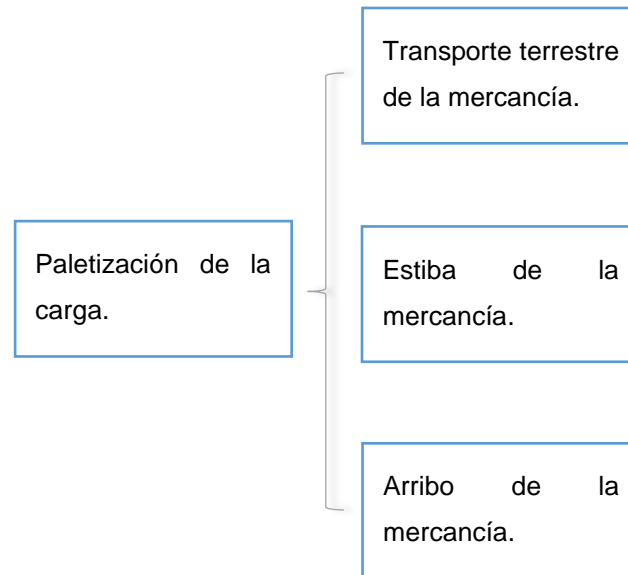 Transporte terrestre
de la mercancía.
Paletización de la
carga.
Estiba de la
mercancía.
Arribo de la
mercancía.